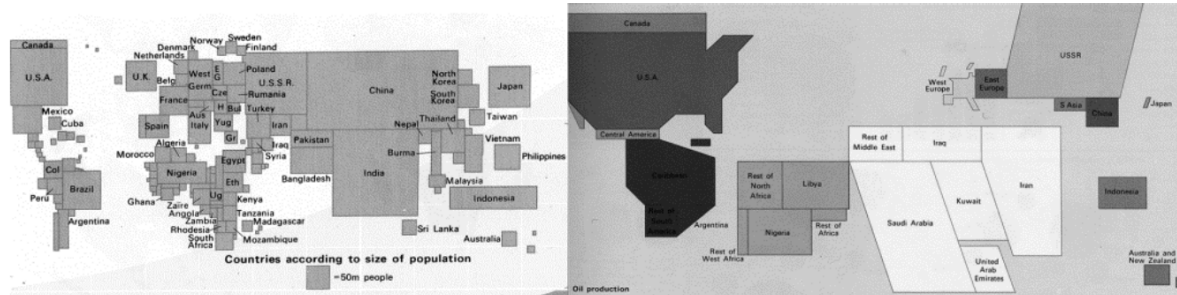 Canada
U.S.A.
Mexico
Cuba
Col
Peru
Brazil
Argentina
Norway
Sweden
Finland
Denmark
Netherlands
U.K.
Belg
West
Germ
E
G
Poland
France
Cze
Rumania
U.S.S.R.
Aus
Italy
H
Bul
Turkey
Spain
Yug
Gr
Iran
Iraq
Syria
Algeria
Morocco
Egypt
Nigeria
Eth
Ghana
Ug
Kenya
Zaire
Angola
Tanzania
Zambia
Madagascar
Rhodesia
South
Africa
Mozambique
China
North
Korea
South
Korea
Japan
Taiwan
Nepal
Thailand
Pakistan
Burma
Vietnam
Philippines
Bangladesh
India
Malaysia
Indonesia
Sri Lanka
Australia
Countries according to size of population
=50m people
Canada
U.S.A.
Central America
Caribbean
Rest of
South
America
Argentina
West
Europe
East
Europe
USSR
S Asia
China
Japan
Rest of
Middle East
Iraq
Rest of
North
Africa
Libya
Kuwait
Iran
Saudi Arabia
Indonesia
Nigeria
Rest of
Africa
Rest of
West Africa
United
Arab
Emirates
Australia and
New Zealand
Oil production